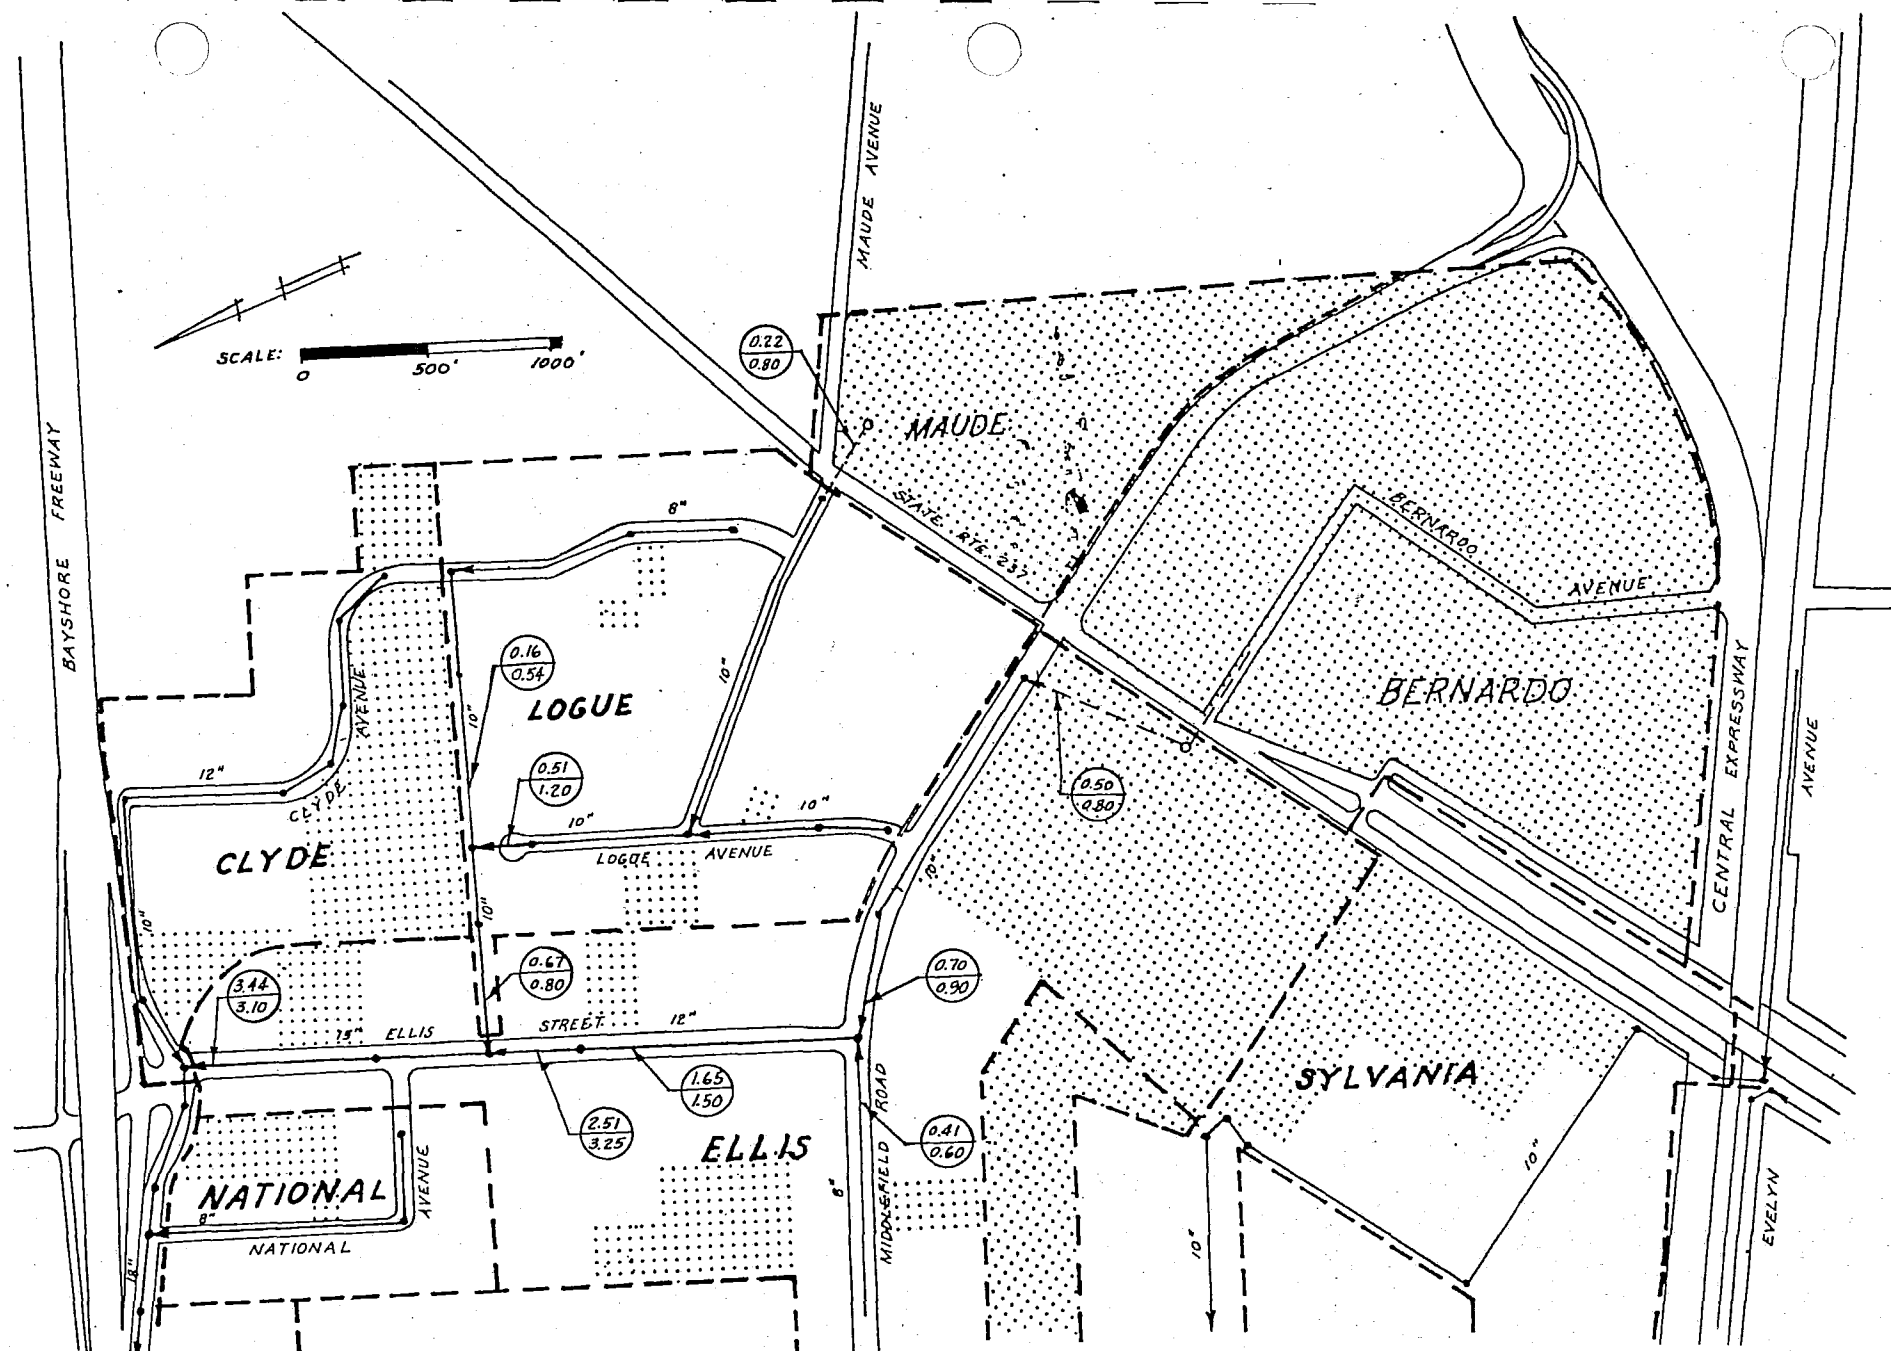 MAUDE AVENUE
SCALE:
0
500'
1000'
0.22
0.80
MAUDE
BAYSHORE FREEWAY
STATE RTE. 237
8"
BERNARDO
AVENUE
10"
0.16
0.54
LOGUE
10"
AVENUE
BERNARDO
CENTRAL EXPRESSWAY
AVENUE
12"
CLYDE
0.51
1.20
10"
10"
LOGUE AVENUE
0.50
0.80
CLYDE
10"
10"
10"
3.44
3.10
0.67
0.80
0.70
0.90
15"
ELLIS
STREET
12"
1.65
1.50
2.51
3.25
ELLIS
MIDDLEFIELD ROAD
0.41
0.60
SYLVANIA
10"
NATIONAL
8"
NATIONAL
AVENUE
8"
18"
10"
EVELYN